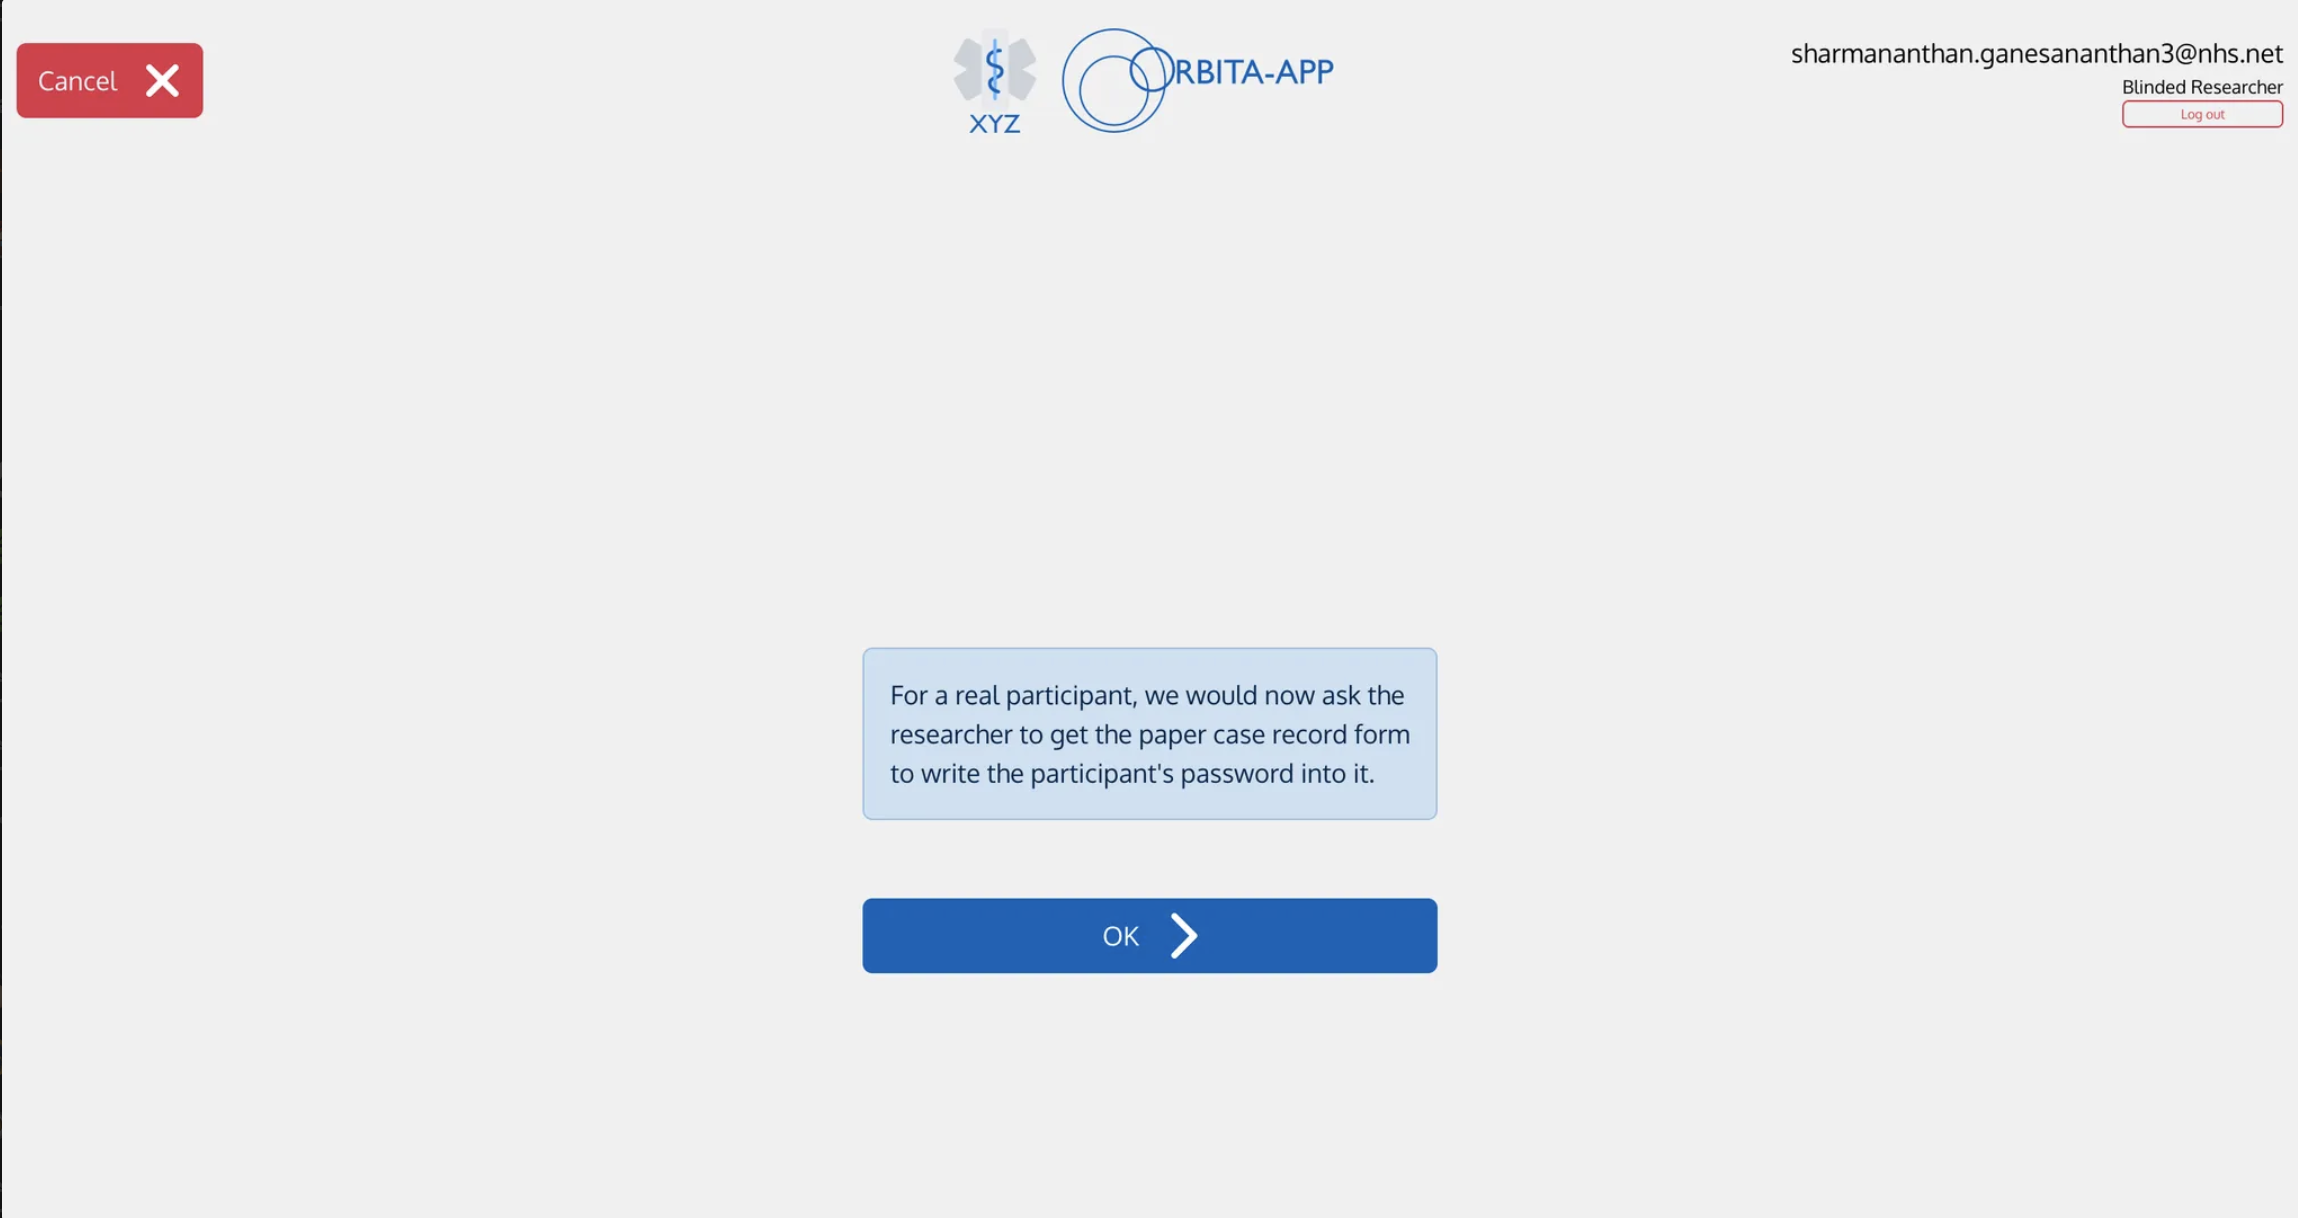 Cancel
XYZ
ORBITA-APP
sharmananthan.ganesananthan3@nhs.net
Blinded Researcher
Log out
For a real participant, we would now ask the
researcher to get the paper case record form
to write the participant's password into it.
OK